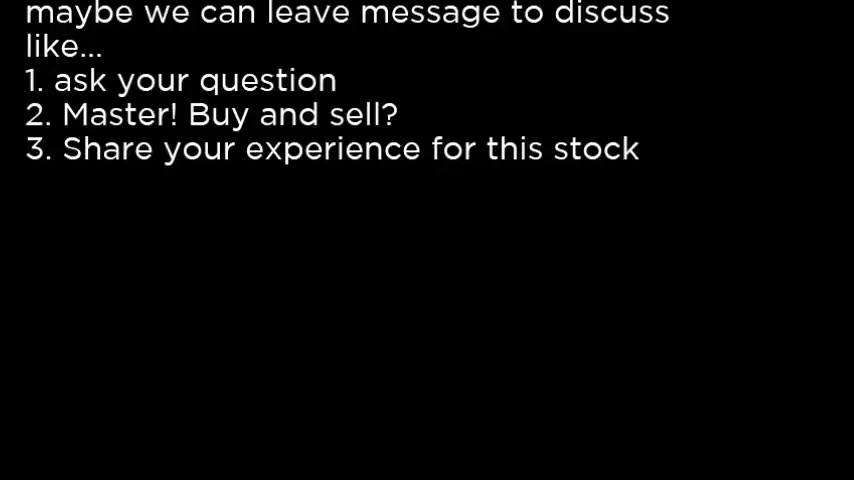 maybe we can leave message to discuss
like...
1. ask your question
2. Master! Buy and sell?
3. Share your experience for this stock